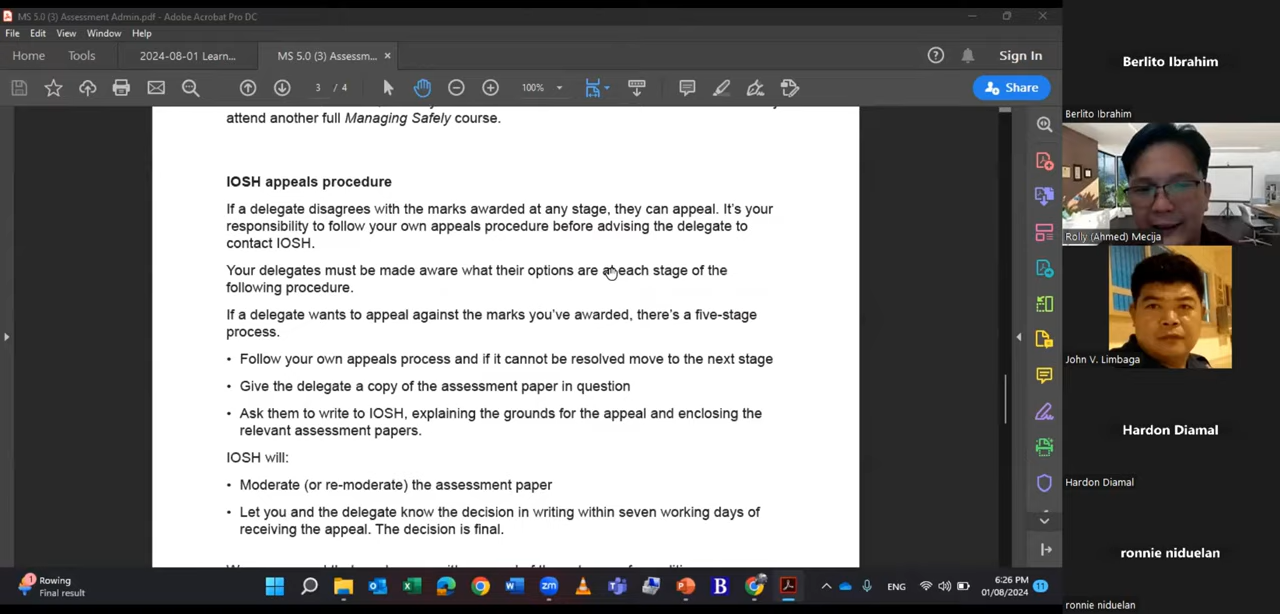 MS 5.0 (3) Assessment Admin.pdf - Adobe Acrobat Pro DC
File Edit View Window Help
Home Tools 2024-08-01 Learn... MS 5.0 (3) Assessm... × Sign In
3 / 4 100% Share
attend another full Managing Safely course.
IOSH appeals procedure
If a delegate disagrees with the marks awarded at any stage, they can appeal. It's your
responsibility to follow your own appeals procedure before advising the delegate to
contact IOSH.
Your delegates must be made aware what their options are at each stage of the
following procedure.
If a delegate wants to appeal against the marks you've awarded, there's a five-stage
process.
• Follow your own appeals process and if it cannot be resolved move to the next stage
• Give the delegate a copy of the assessment paper in question
• Ask them to write to IOSH, explaining the grounds for the appeal and enclosing the
relevant assessment papers.
IOSH will:
• Moderate (or re-moderate) the assessment paper
• Let you and the delegate know the decision in writing within seven working days of
receiving the appeal. The decision is final.
Berlito Ibrahim
Berlito Ibrahim
Rolly (Ahmed) Mecija
John V. Limbaga
Hardon Diamal
Hardon Diamal
ronnie niduelan
ronnie niduelan
1
Rowing
Final result
zm
B
ENG
6:26 PM
01/08/2024
11